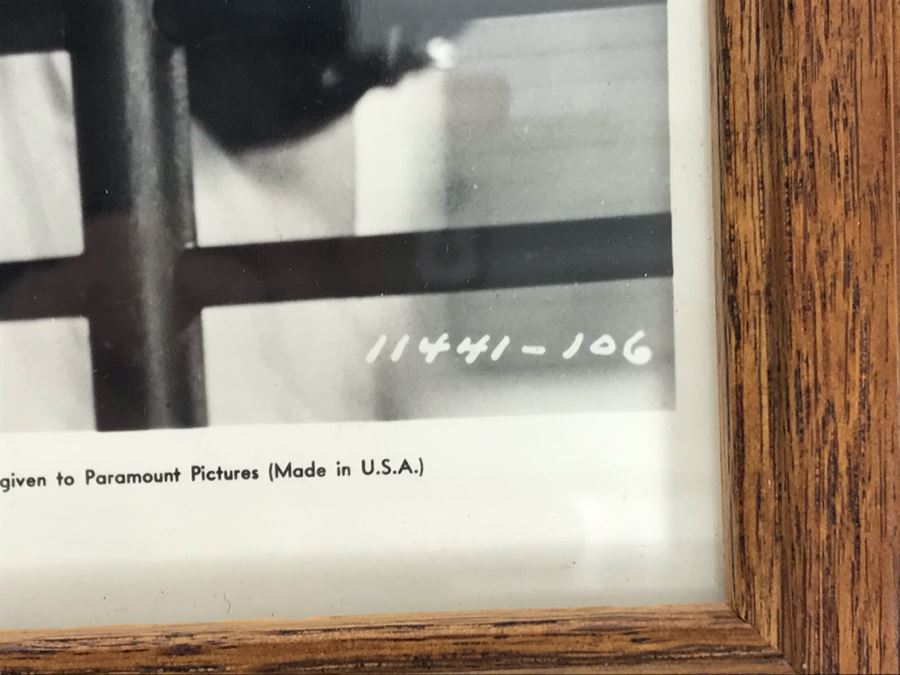 11441-106
given to Paramount Pictures (Made in U.S.A.)